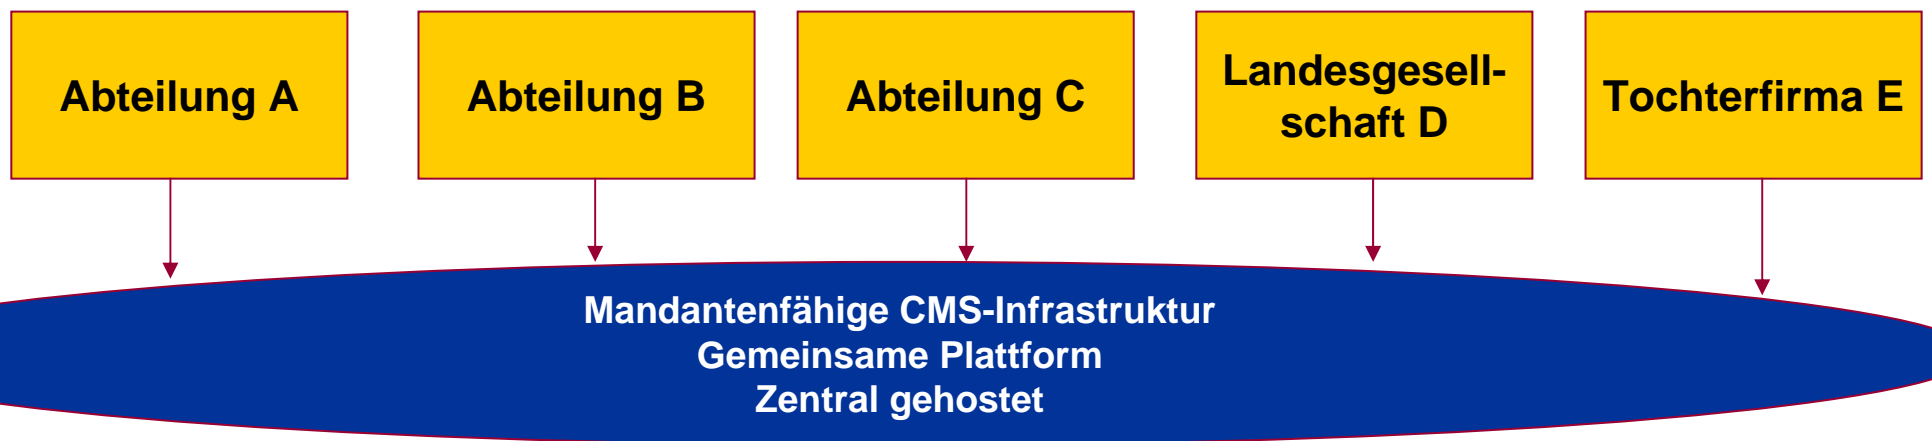 Abteilung A
Abteilung B
Abteilung C
Landesgesell-
schaft D
Tochterfirma E
Mandantenfähige CMS-Infrastruktur
Gemeinsame Plattform
Zentral gehostet